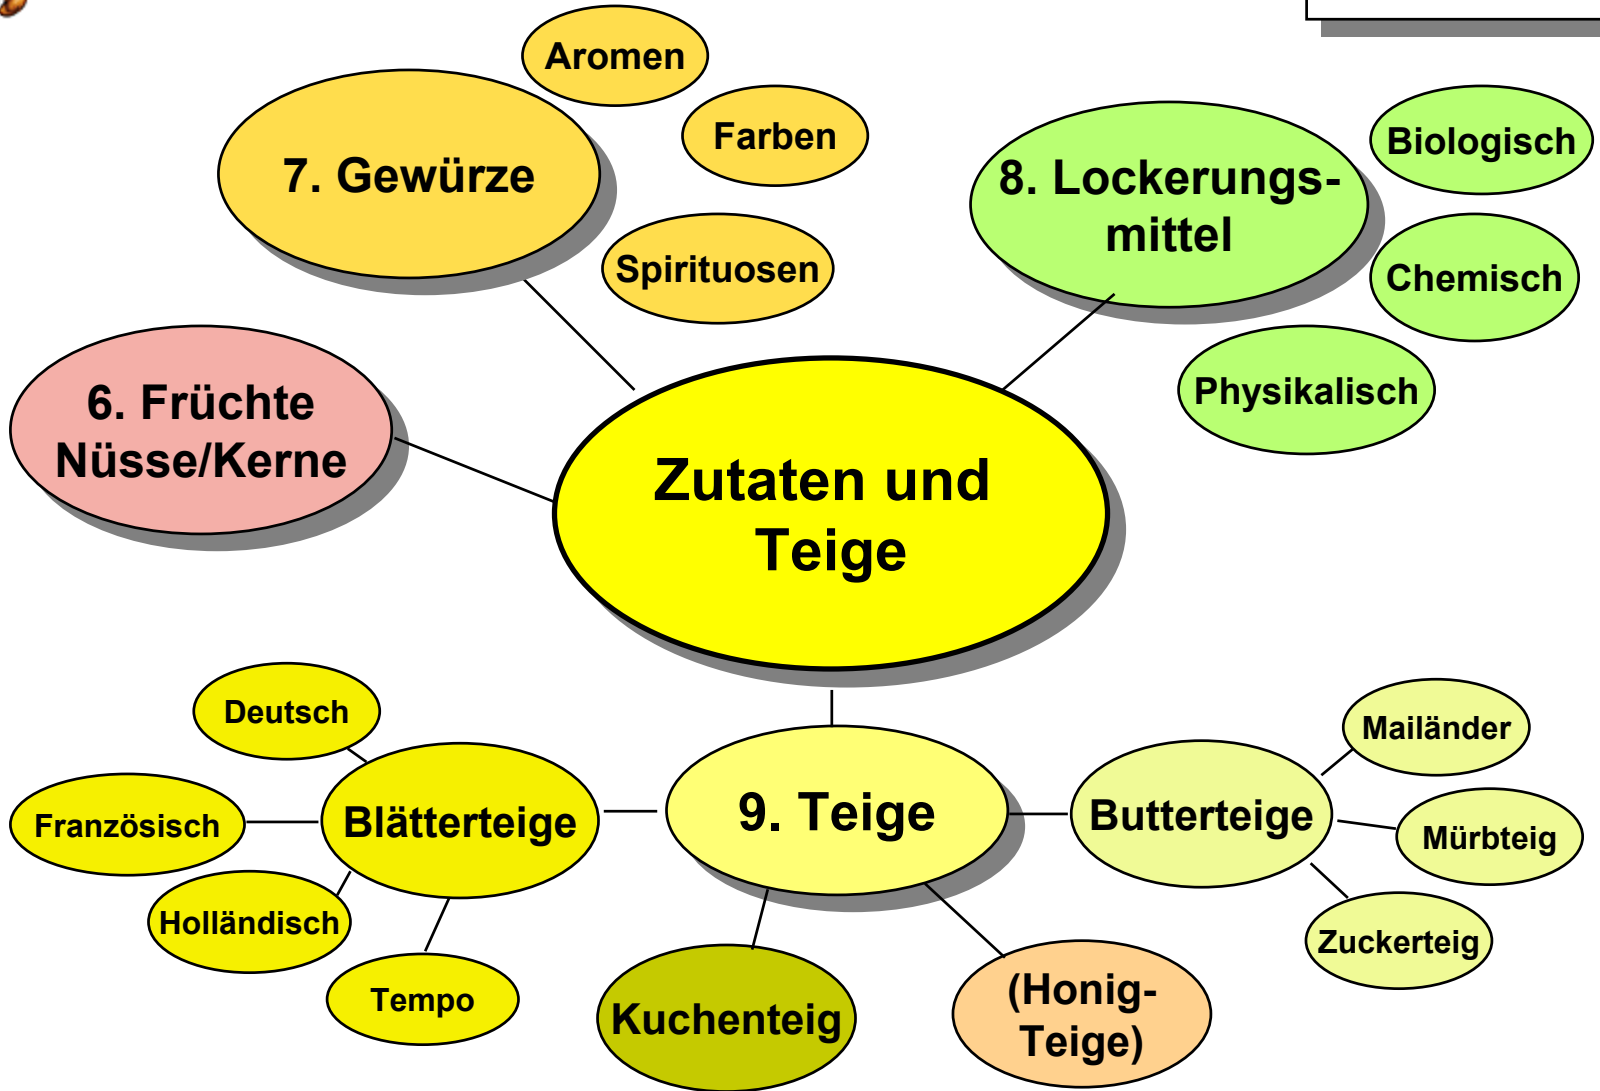 Aromen
Farben
7. Gewürze
Spirituosen
8. Lockerungs-
mittel
Biologisch
Chemisch
Physikalisch
6. Früchte
Nüsse/Kerne
Zutaten und
Teige
Deutsch
Französisch
Blätterteige
Holländisch
Tempo
9. Teige
Kuchenteig
(Honig-
Teige)
Butterteige
Mailänder
Mürbteig
Zuckerteig